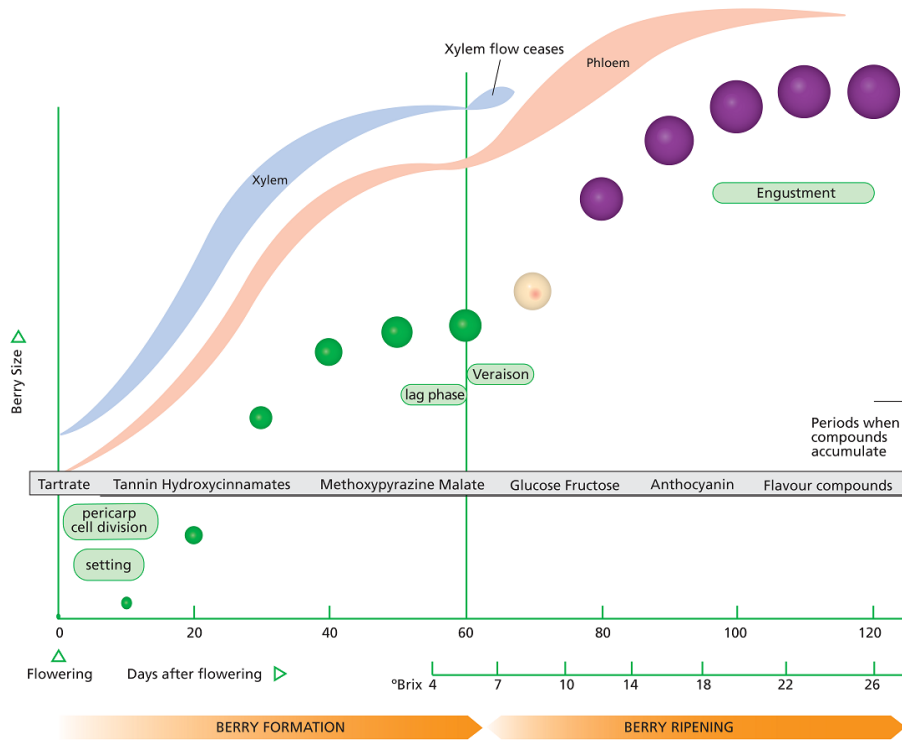 Xylem flow ceases
Phloem
Xylem
Engustment
Veraison
lag phase
Berry Size
Periods when
compounds
accumulate
Tartrate Tannin Hydroxycinnamates Methoxypyrazine Malate Glucose Fructose Anthocyanin Flavour compounds
pericarp
cell division
setting
0 20 40 60 80 100 120
Flowering
Days after flowering
ºBrix 4 7 10 14 18 22 26
BERRY FORMATION BERRY RIPENING